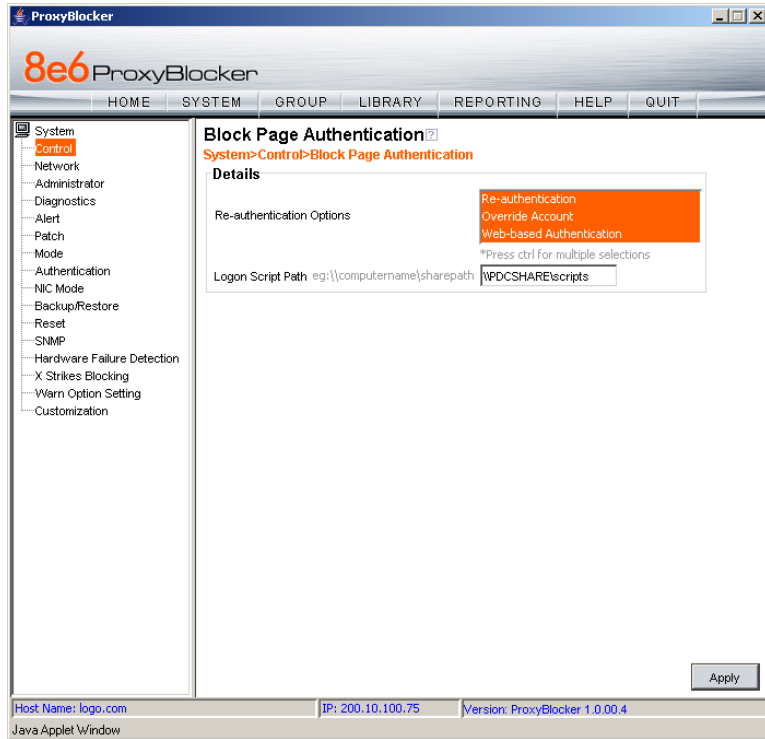 ProxyBlocker
8e6 ProxyBlocker
HOME SYSTEM GROUP LIBRARY REPORTING HELP QUIT
System
Control
Network
Administrator
Diagnostics
Alert
Patch
Mode
Authentication
NIC Mode
Backup/Restore
Reset
SNMP
Hardware Failure Detection
X Strikes Blocking
Warn Option Setting
Customization
Block Page Authentication ?
System>Control>Block Page Authentication
Details
Re-authentication Options
Re-authentication
Override Account
Web-based Authentication
*Press ctrl for multiple selections
Logon Script Path eg:\\computername\sharepath \\PDCSHARE\scripts
Apply
Host Name: logo.com IP: 200.10.100.75 Version: ProxyBlocker 1.0.00.4
Java Applet Window